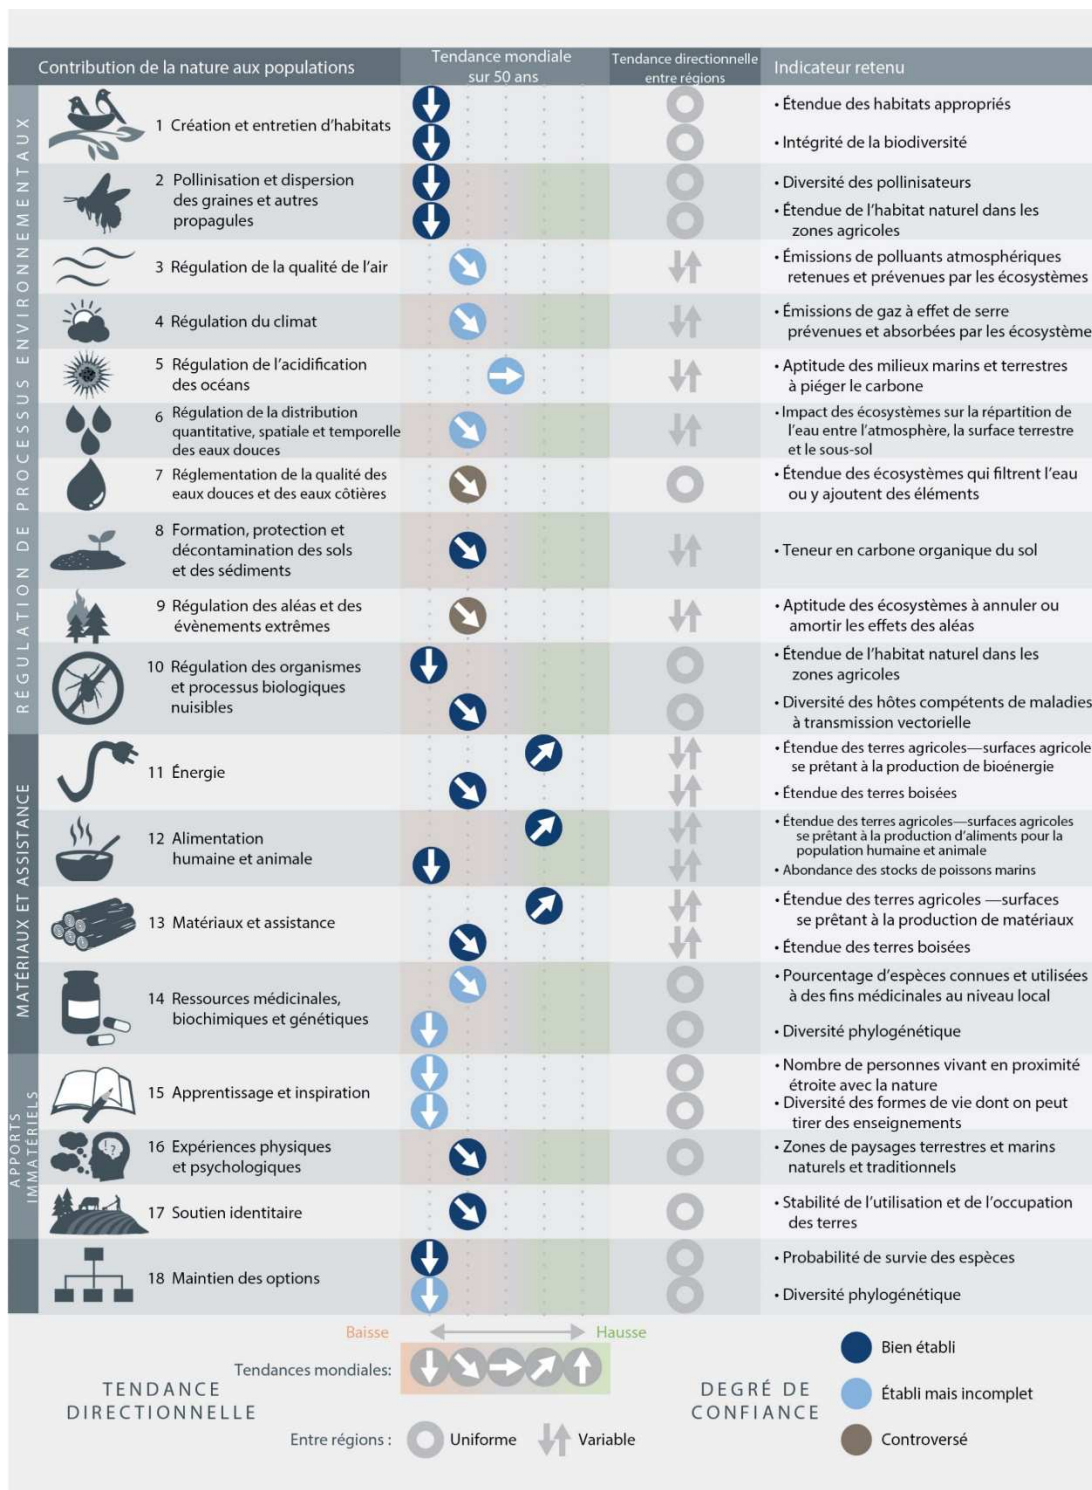 Contribution de la nature aux populations
Tendance mondiale
sur 50 ans
Tendance directionnelle
entre régions
Indicateur retenu
RÉGULATION DE PROCESSUS ENVIRONNEMENTAUX
1 Création et entretien d'habitats
• Étendue des habitats appropriés
• Intégrité de la biodiversité
2 Pollinisation et dispersion
des graines et autres
propagules
• Diversité des pollinisateurs
• Étendue de l'habitat naturel dans les
zones agricoles
3 Régulation de la qualité de l'air
• Émissions de polluants atmosphériques
retenues et prévenues par les écosystèmes
4 Régulation du climat
• Émissions de gaz à effet de serre
prévenues et absorbées par les écosystème
5 Régulation de l'acidification
des océans
• Aptitude des milieux marins et terrestres
à piéger le carbone
6 Régulation de la distribution
quantitative, spatiale et temporelle
des eaux douces
• Impact des écosystèmes sur la répartition de
l'eau entre l'atmosphère, la surface terrestre
et le sous-sol
7 Réglementation de la qualité des
eaux douces et des eaux côtières
• Étendue des écosystèmes qui filtrent l'eau
ou y ajoutent des éléments
8 Formation, protection et
décontamination des sols
et des sédiments
• Teneur en carbone organique du sol
9 Régulation des aléas et des
évènements extrêmes
• Aptitude des écosystèmes à annuler ou
amortir les effets des aléas
10 Régulation des organismes
et processus biologiques
nuisibles
• Étendue de l'habitat naturel dans les
zones agricoles
• Diversité des hôtes compétents de maladies
à transmission vectorielle
MATÉRIAUX ET ASSISTANCE
11 Énergie
• Étendue des terres agricoles—surfaces agricole
se prêtant à la production de bioénergie
• Étendue des terres boisées
12 Alimentation
humaine et animale
• Étendue des terres agricoles—surfaces agricoles
se prêtant à la production d'aliments pour la
population humaine et animale
• Abondance des stocks de poissons marins
13 Matériaux et assistance
• Étendue des terres agricoles —surfaces
se prêtant à la production de matériaux
• Étendue des terres boisées
14 Ressources médicinales,
biochimiques et génétiques
• Pourcentage d'espèces connues et utilisées
à des fins médicinales au niveau local
• Diversité phylogénétique
APPORTS
IMMATÉRIELS
15 Apprentissage et inspiration
• Nombre de personnes vivant en proximité
étroite avec la nature
• Diversité des formes de vie dont on peut
tirer des enseignements
16 Expériences physiques
et psychologiques
• Zones de paysages terrestres et marins
naturels et traditionnels
17 Soutien identitaire
• Stabilité de l'utilisation et de l'occupation
des terres
18 Maintien des options
• Probabilité de survie des espèces
• Diversité phylogénétique
Baisse
Hausse
Tendances mondiales:
TENDANCE
DIRECTIONNELLE
Entre régions :
Uniforme
Variable
DEGRÉ DE
CONFIANCE
Bien établi
Établi mais incomplet
Controversé